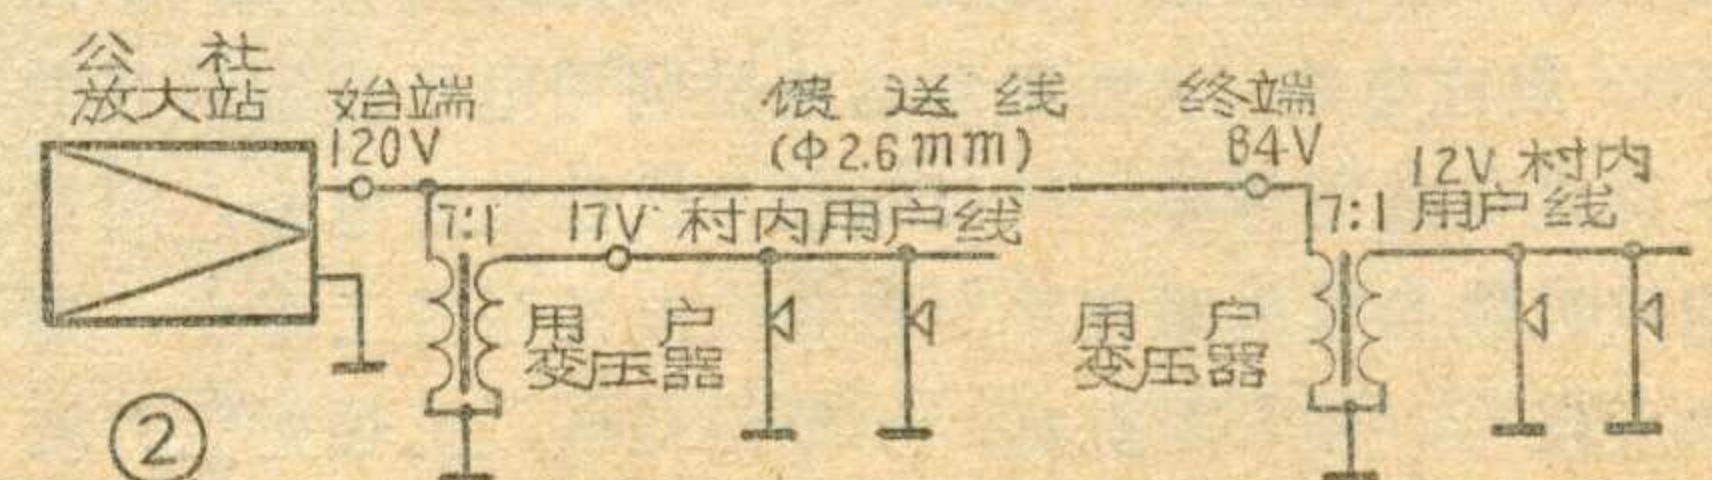 公社
放大站
始端
120V
馈送线
(Φ2.6mm)
终端
84V
12V 村内
用户线
7:1
17V 村内用户线
7:1
用户
变压器
用户
变压器
②